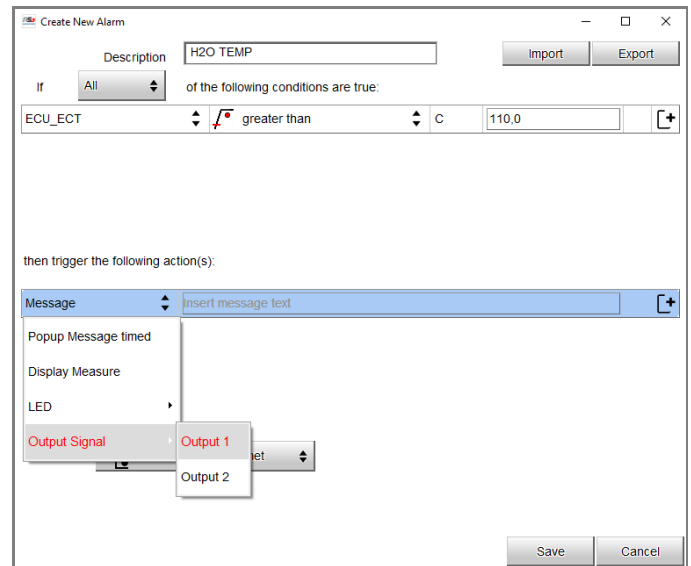 Create New Alarm
Description H2O TEMP Import Export
If All of the following conditions are true:
ECU_ECT greater than C 110,0
then trigger the following action(s):
Message Insert message text
Popup Message timed
Display Measure
LED
Output Signal Output 1
Output 2
Save Cancel